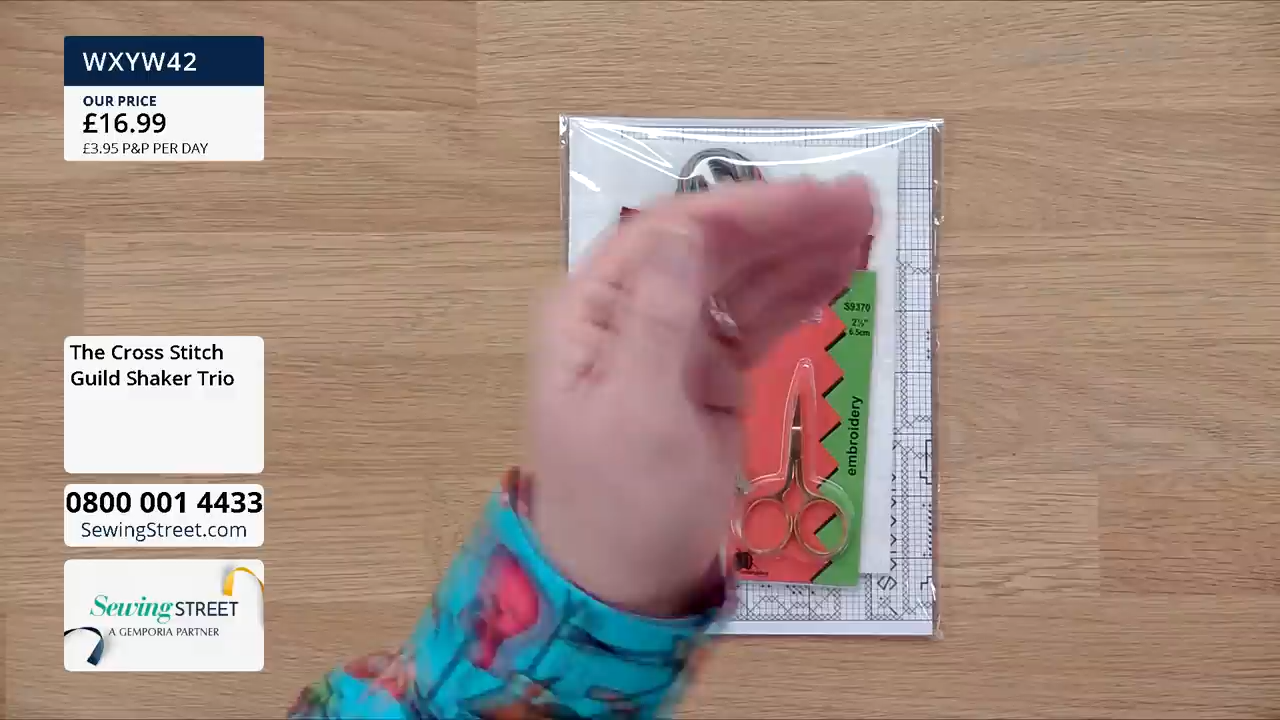 WXYW42
OUR PRICE
£16.99
£3.95 P&P PER DAY
The Cross Stitch
Guild Shaker Trio
0800 001 4433
SewingStreet.com
Sewing STREET
A GEMPORIA PARTNER
S9370
2½"
6.5cm
embroidery